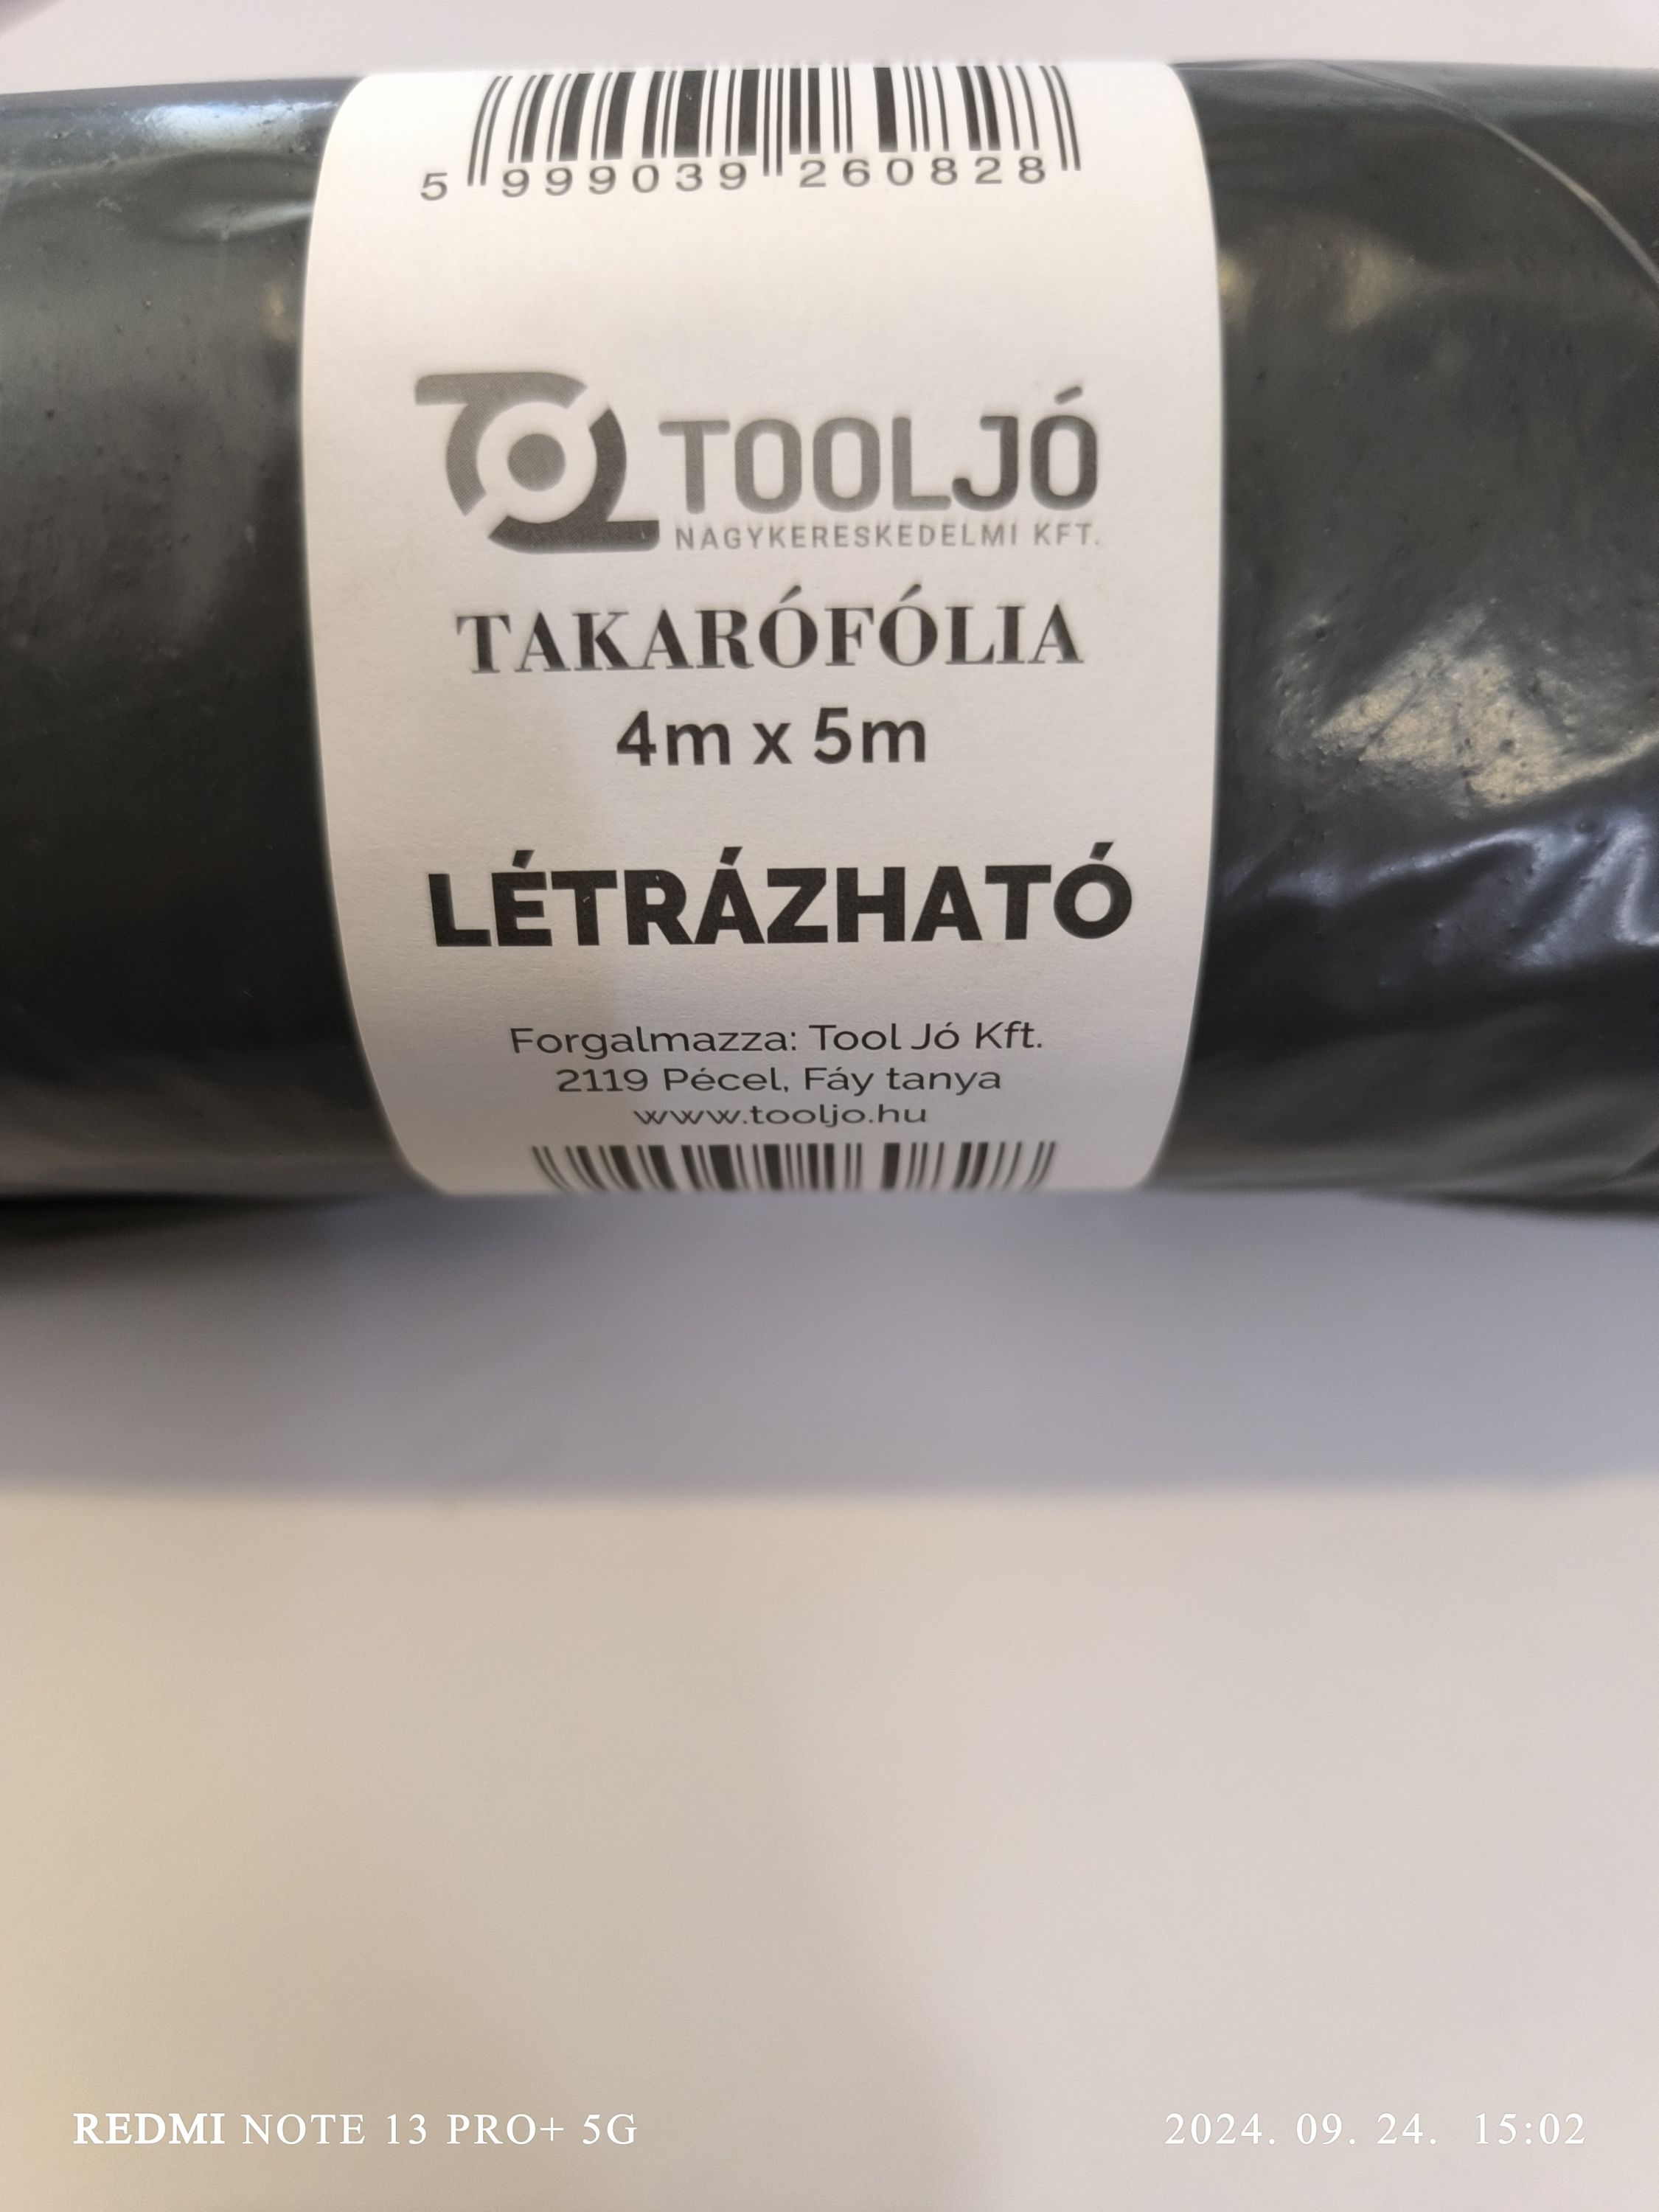 5 999039 260828
TOOLJÓ
NAGYKERESKEDELMI KFT.
TAKARÓFÓLIA
4m x 5m
LÉTRÁZHATÓ
Forgalmazza: Tool Jó Kft.
2119 Pécel, Fáy tanya
www.tooljo.hu
REDMI NOTE 13 PRO+ 5G
2024. 09. 24. 15:02